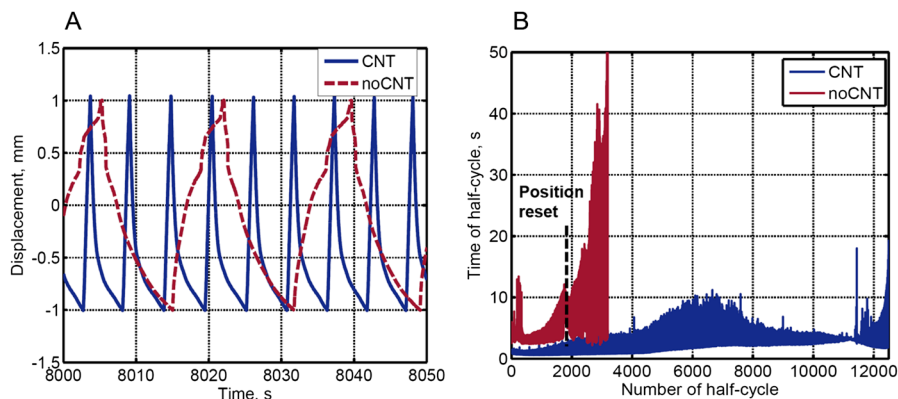 A
1.5
1
0.5
0
-0.5
-1
-1.5
Displacement, mm
CNT
noCNT
8000
8010
8020
8030
8040
8050
Time, s
B
50
40
30
20
10
0
Time of half-cycle, s
CNT
noCNT
Position
reset
0
2000
4000
6000
8000
10000
12000
Number of half-cycle